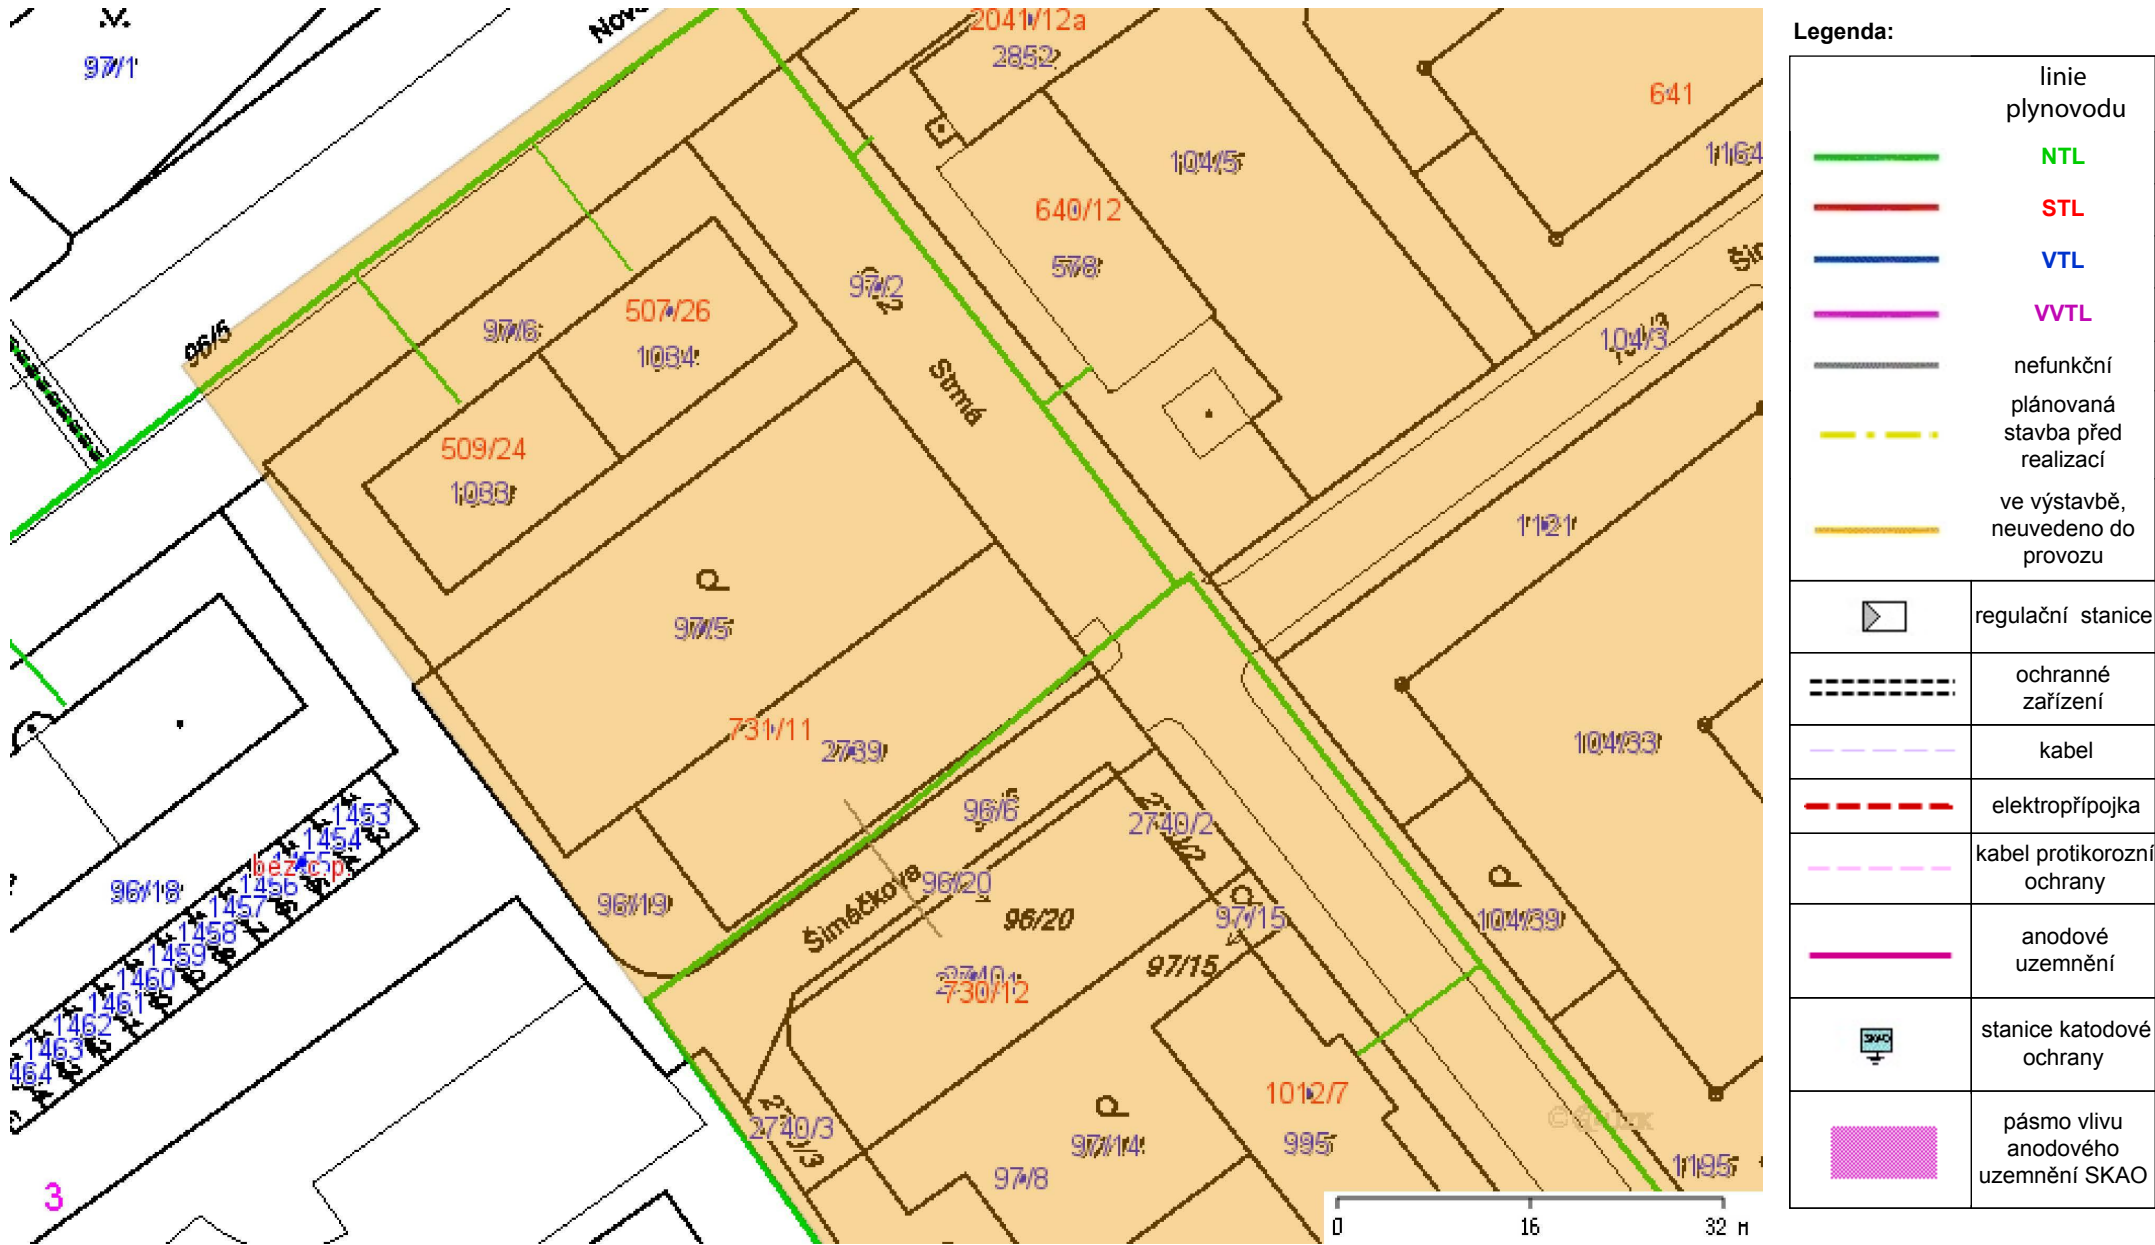 97/1
2041/12a
2852
641
1164
104/5
640/12
578
97/2
507/26
1034
97/6
96/5
104/3
Strmá
509/24
1033
1121
97/5
731/11
2739
104/33
96/6
2740/2
1453
1454
bez č.p.
1456
1457
1458
1459
1460
1461
1462
1463
464
96/18
96/19
Šimáčkova
96/20
96/20
97/15
97/15
104/39
730/12
1012/7
995
2740/3
97/14
97/8
1195
3
0 16 32 m
Legenda:
linie
plynovodu
NTL
STL
VTL
VVTL
nefunkční
plánovaná
stavba před
realizací
ve výstavbě,
neuvedeno do
provozu
regulační stanice
ochranné
zařízení
kabel
elektropřípojka
kabel protikorozní
ochrany
anodové
uzemnění
SKAO
stanice katodové
ochrany
pásmo vlivu
anodového
uzemnění SKAO